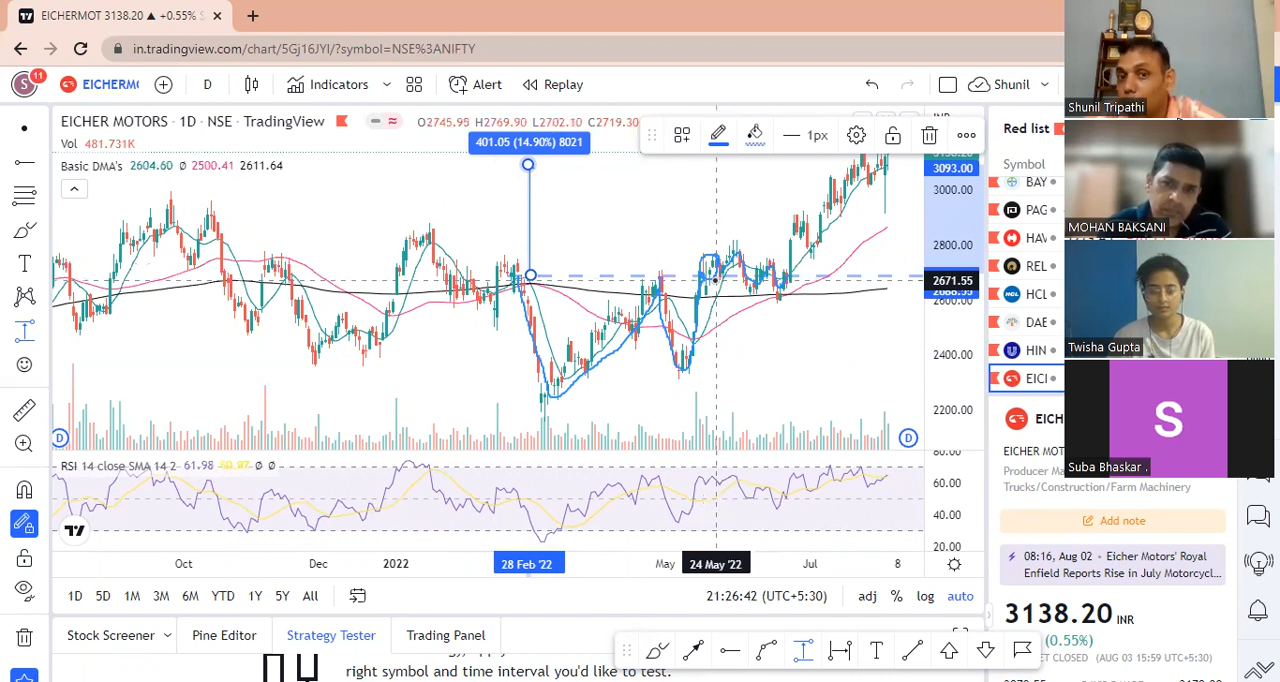 EICHERMOT 3138.20 ▲ +0.55%
in.tradingview.com/chart/5Gj16JYI/?symbol=NSE%3ANIFTY
S 11 EICHERM D Indicators Alert Replay Shunil
EICHER MOTORS · 1D · NSE · TradingView O2745.95 H2769.90 L2702.10 C2719.30
Vol 481.731K
Basic DMA's 2604.60 Ø 2500.41 2611.64
401.05 (14.90%) 8021
1px
3093.00
3000.00
2800.00
2671.55
2600.00
2400.00
2200.00
D D
RSI 14 close SMA 14 2 61.98 Ø Ø
80.00
60.00
40.00
20.00
Oct Dec 2022 28 Feb '22 May 24 May '22 Jul 8
1D 5D 1M 3M 6M YTD 1Y 5Y All 21:26:42 (UTC+5:30) adj % log auto
Stock Screener Pine Editor Strategy Tester Trading Panel
right symbol and time interval you'd like to test.
Red list
Symbol
BAY
PAG
HAV
REL
HCL
DAE
HIN
EICH
EICHER
EICHER MOT
Producer Ma
Trucks/Construction/Farm Machinery
Add note
08:16, Aug 02 • Eicher Motors' Royal
Enfield Reports Rise in July Motorcycl...
3138.20 INR
(0.55%)
ET CLOSED (AUG 03 15:59 UTC+5:30)
Shunil Tripathi
MOHAN BAKSANI
Twisha Gupta
S
Suba Bhaskar .